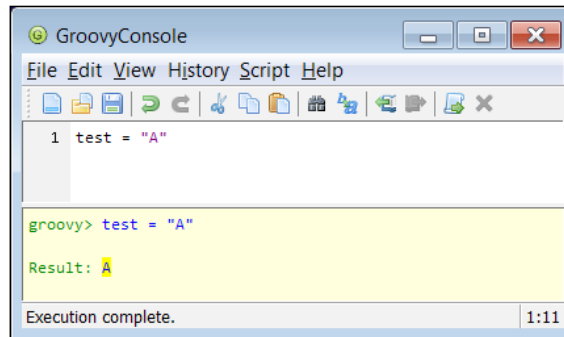 GroovyConsole
File Edit View History Script Help
1 test = "A"
groovy> test = "A"
Result: A
Execution complete.
1:11